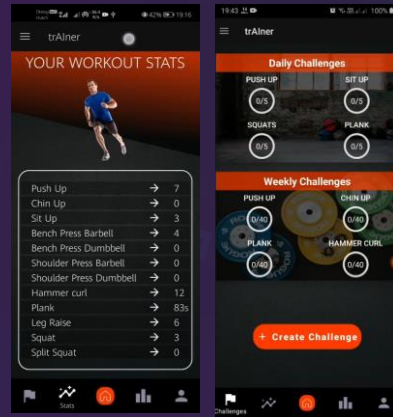 42% 19:16
trAIner
YOUR WORKOUT STATS
Push Up → 7
Chin Up → 0
Sit Up → 3
Bench Press Barbell → 4
Bench Press Dumbbell → 0
Shoulder Press Barbell → 0
Shoulder Press Dumbbell → 0
Hammer curl → 12
Plank → 83s
Leg Raise → 6
Squat → 3
Split Squat → 0
Stats
19:43 100%
trAIner
Daily Challenges
PUSH UP SIT UP
0/5 0/5
SQUATS PLANK
0/5 0/5
Weekly Challenges
PUSH UP CHIN UP
0/40 0/40
PLANK HAMMER CURL
0/40 0/40
+ Create Challenge
Challenges